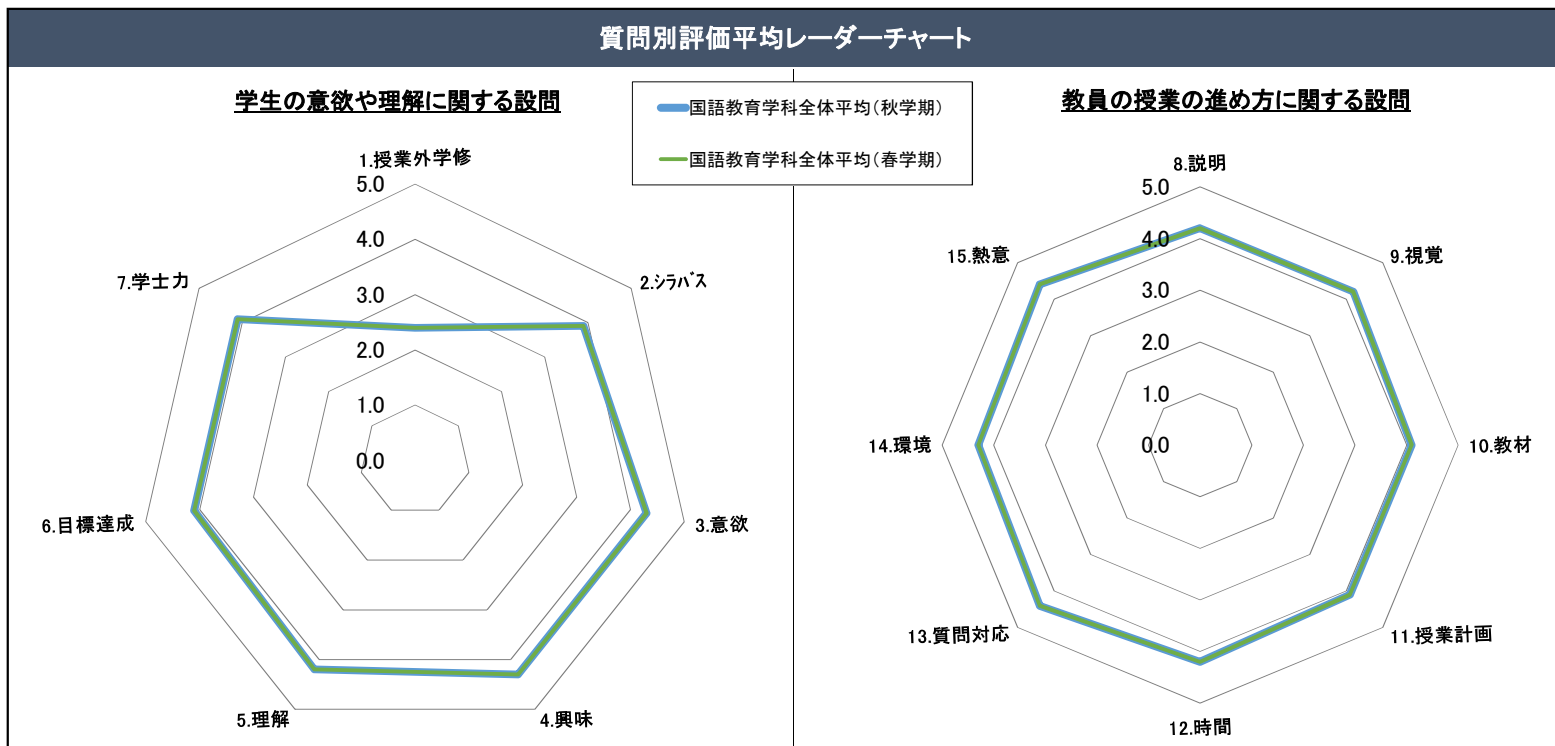 質問別評価平均レーダーチャート
学生の意欲や理解に関する設問
国語教育学科全体平均（秋学期）
国語教育学科全体平均（春学期）
教員の授業の進め方に関する設問
1.授業外学修
5.0
4.0
3.0
2.0
1.0
0.0
2.ｼﾗﾊﾞｽ
3.意欲
4.興味
5.理解
6.目標達成
7.学士力
8.説明
5.0
4.0
3.0
2.0
1.0
0.0
9.視覚
10.教材
11.授業計画
12.時間
13.質問対応
14.環境
15.熱意